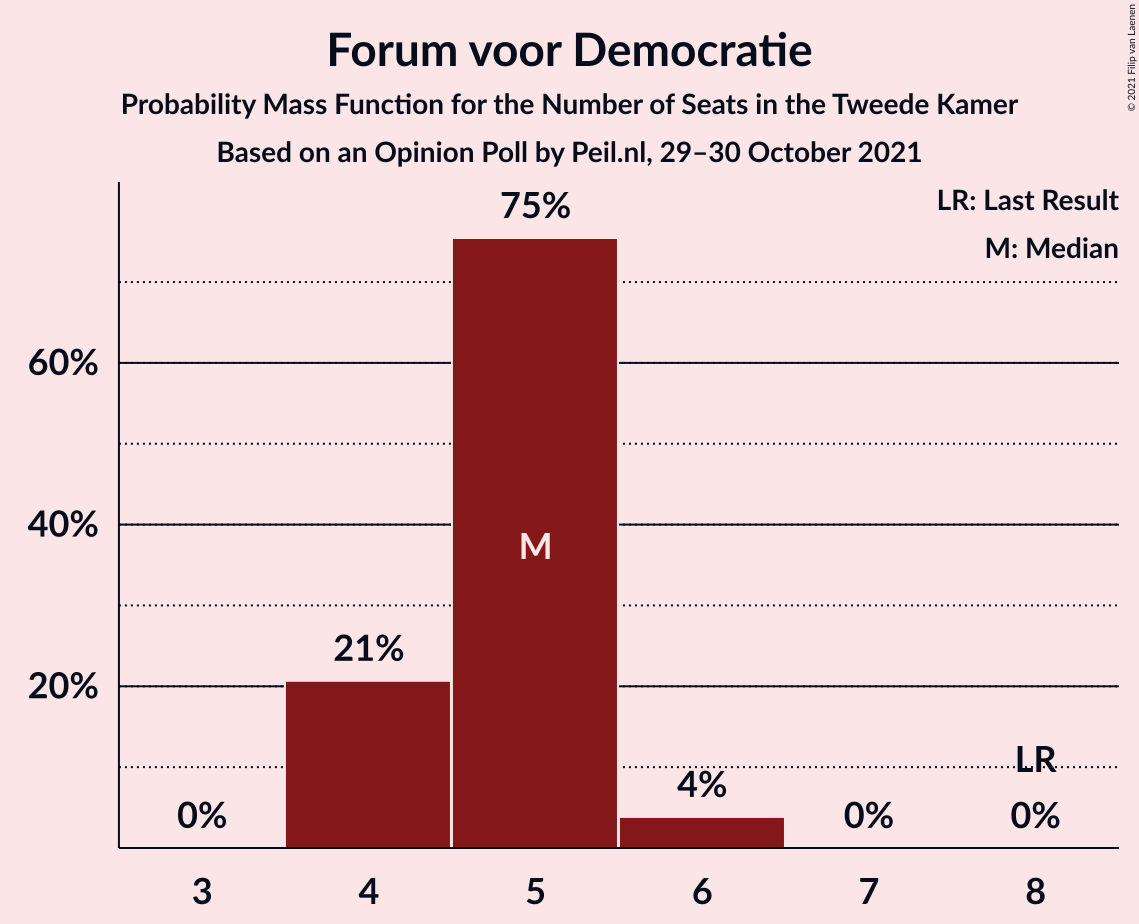 Forum voor Democratie
Probability Mass Function for the Number of Seats in the Tweede Kamer
Based on an Opinion Poll by Peil.nl, 29–30 October 2021
© 2021 Filip van Laenen
LR: Last Result
M: Median
75%
60%
40%
M
21%
20%
LR
4%
0%
0%
0%
3
4
5
6
7
8